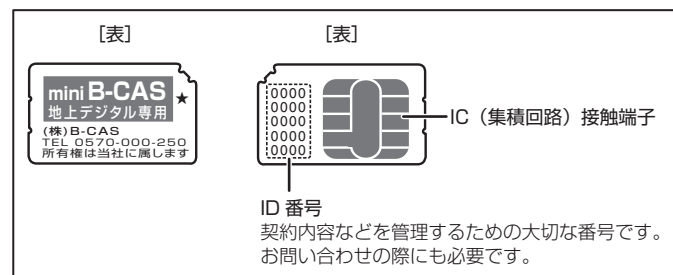 ［表］
［表］
mini B-CAS
★
地上デジタル専用
(株)B-CAS
TEL 0570-000-250
所有権は当社に属します
0000
0000
0000
0000
0000
IC（集積回路）接触端子
ID 番号
契約内容などを管理するための大切な番号です。
お問い合わせの際にも必要です。